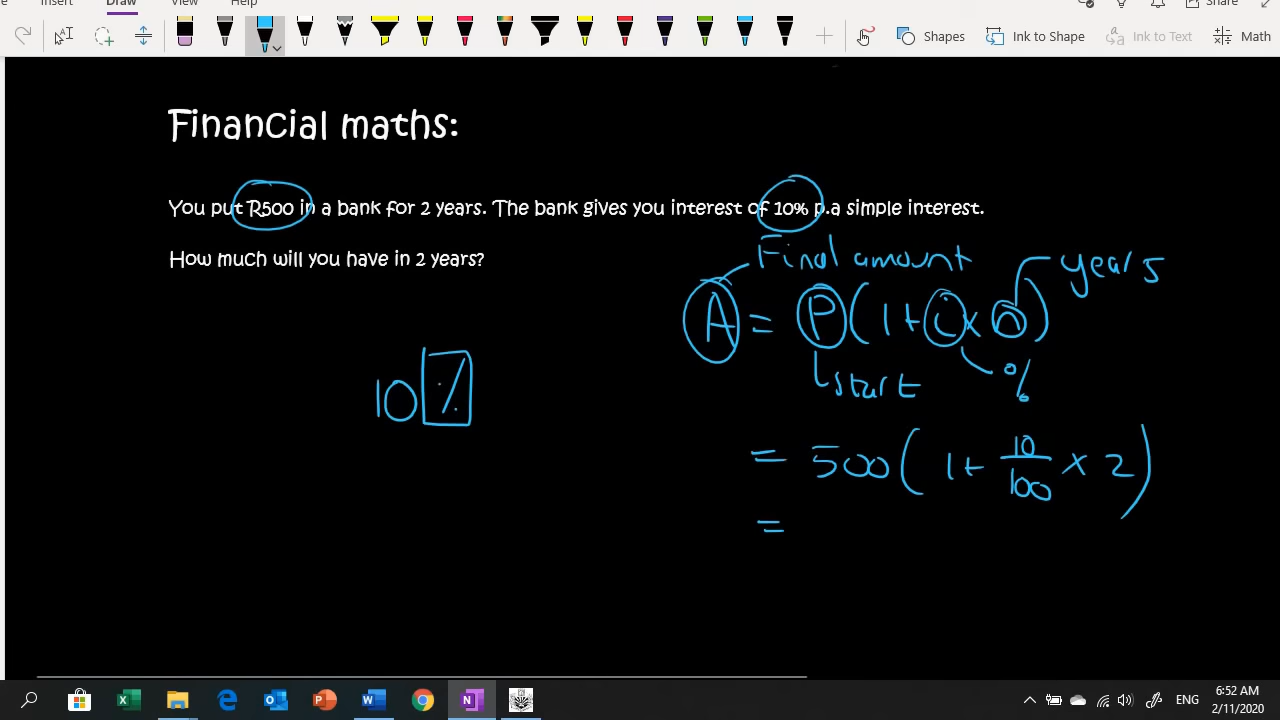 e Insert Draw View Share
Shapes Ink to Shape Ink to Text Math
Financial maths:
You put R500 in a bank for 2 years. The bank gives you interest of 10% p.a simple interest.
How much will you have in 2 years?
Final amount
years
A = P(1+i×n)
start
%
10%
= 500(1+10/100×2)
=
ENG
6:52 AM
2/11/2020